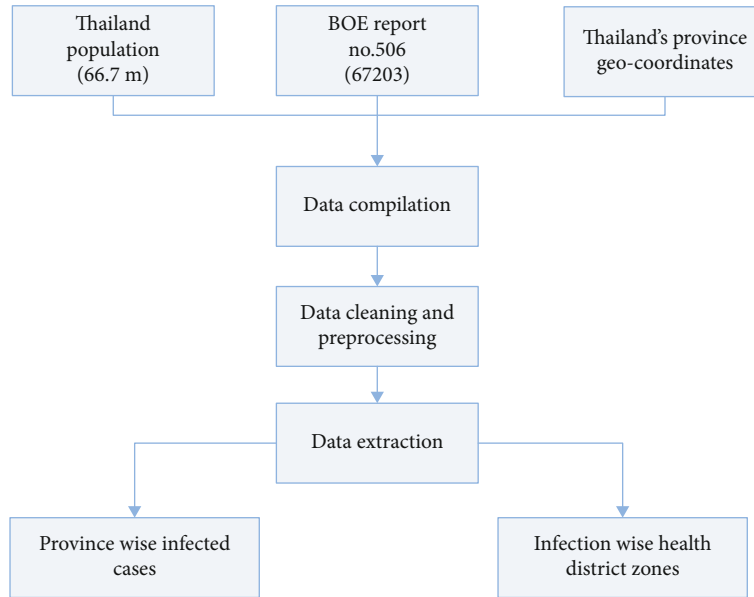 Thailand
population
(66.7 m)
BOE report
no.506
(67203)
Thailand's province
geo-coordinates
Data compilation
Data cleaning and
preprocessing
Data extraction
Province wise infected
cases
Infection wise health
district zones